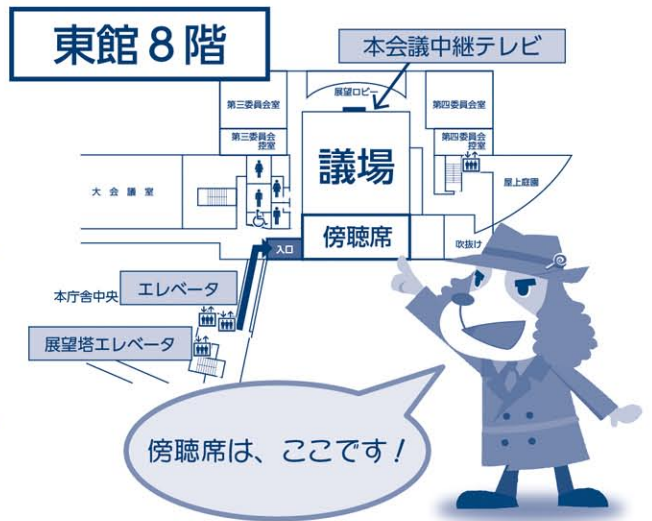 東館８階
本会議中継テレビ
展望ロビー
第三委員会室
第四委員会室
第三委員会
控室
第四委員会
控室
議場
大会議室
屋上庭園
傍聴席
吹抜け
入口
本庁舎中央
エレベータ
展望塔エレベータ
傍聴席は、ここです！